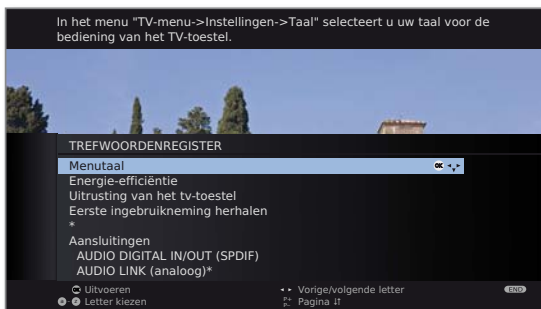 In het menu "TV-menu->Instellingen->Taal" selecteert u uw taal voor de
bediening van het TV-toestel.
TREFWOORDENREGISTER
Menutaal OK
Energie-efficiëntie
Uitrusting van het tv-toestel
Eerste ingebruikneming herhalen
*
Aansluitingen
AUDIO DIGITAL IN/OUT (SPDIF)
AUDIO LINK (analoog)*
OK Uitvoeren
Vorige/volgende letter
END
Letter kiezen
P+ P- Pagina ↓↑